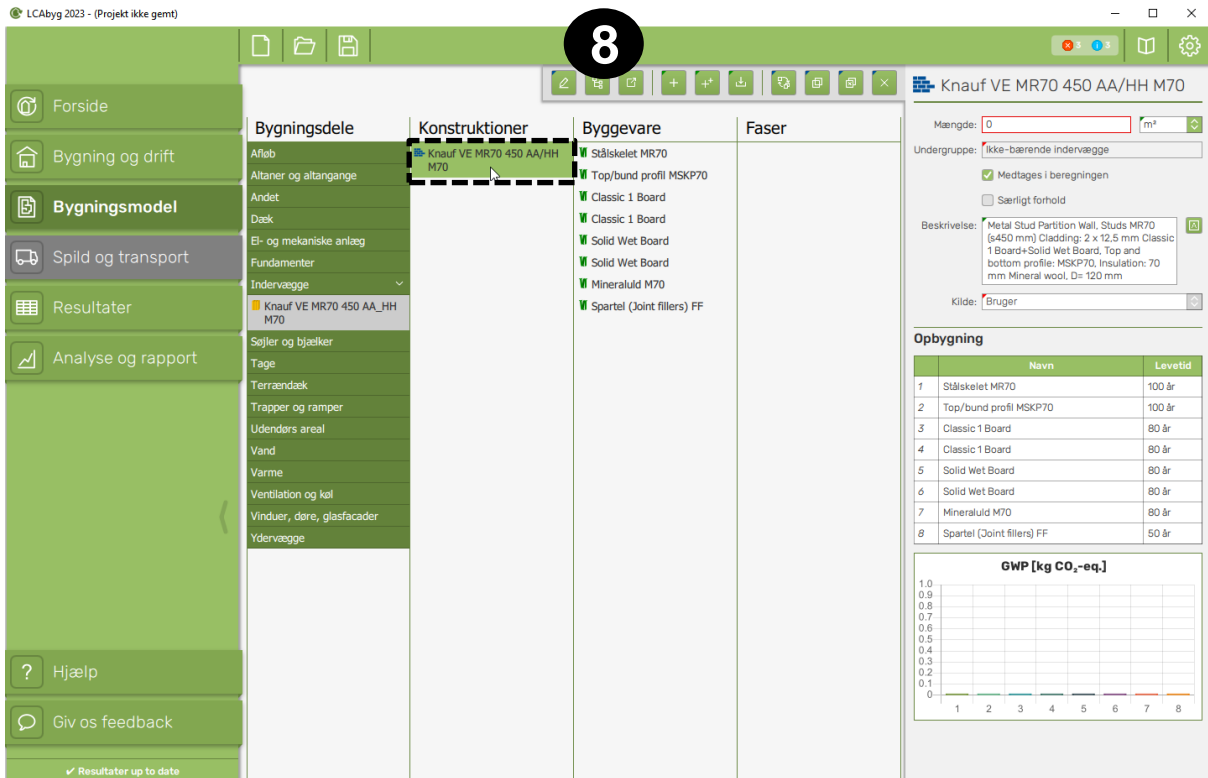 LCAbyg 2023 - (Projekt ikke gemt)
8
3 3
Forside
Bygning og drift
Bygningsmodel
Spild og transport
Resultater
Analyse og rapport
Hjælp
Giv os feedback
✔ Resultater up to date
Bygningsdele
Afløb
Altaner og altangange
Andet
Dæk
El- og mekaniske anlæg
Fundamenter
Indervægge
Knauf VE MR70 450 AA_HH
M70
Søjler og bjælker
Tage
Terrændæk
Trapper og ramper
Udendørs areal
Vand
Varme
Ventilation og køl
Vinduer, døre, glasfacader
Ydervægge
Konstruktioner
Knauf VE MR70 450 AA/HH
M70
Byggevare
Stålskelet MR70
Top/bund profil MSKP70
Classic 1 Board
Classic 1 Board
Solid Wet Board
Solid Wet Board
Mineraluld M70
Spartel (Joint fillers) FF
Faser
Knauf VE MR70 450 AA/HH M70
Mængde: 0 m²
Undergruppe: Ikke-bærende indervægge
Medtages i beregningen
Særligt forhold
Beskrivelse: Metal Stud Partition Wall, Studs MR70
(s450 mm) Cladding: 2 x 12,5 mm Classic
1 Board+Solid Wet Board, Top and
bottom profile: MSKP70, Insulation: 70
mm Mineral wool, D= 120 mm
Kilde: Bruger
Opbygning
Navn Levetid
1 Stålskelet MR70 100 år
2 Top/bund profil MSKP70 100 år
3 Classic 1 Board 80 år
4 Classic 1 Board 80 år
5 Solid Wet Board 80 år
6 Solid Wet Board 80 år
7 Mineraluld M70 80 år
8 Spartel (Joint fillers) FF 50 år
GWP [kg CO₂-eq.]
1.0
0.9
0.8
0.7
0.6
0.5
0.4
0.3
0.2
0.1
0
1 2 3 4 5 6 7 8